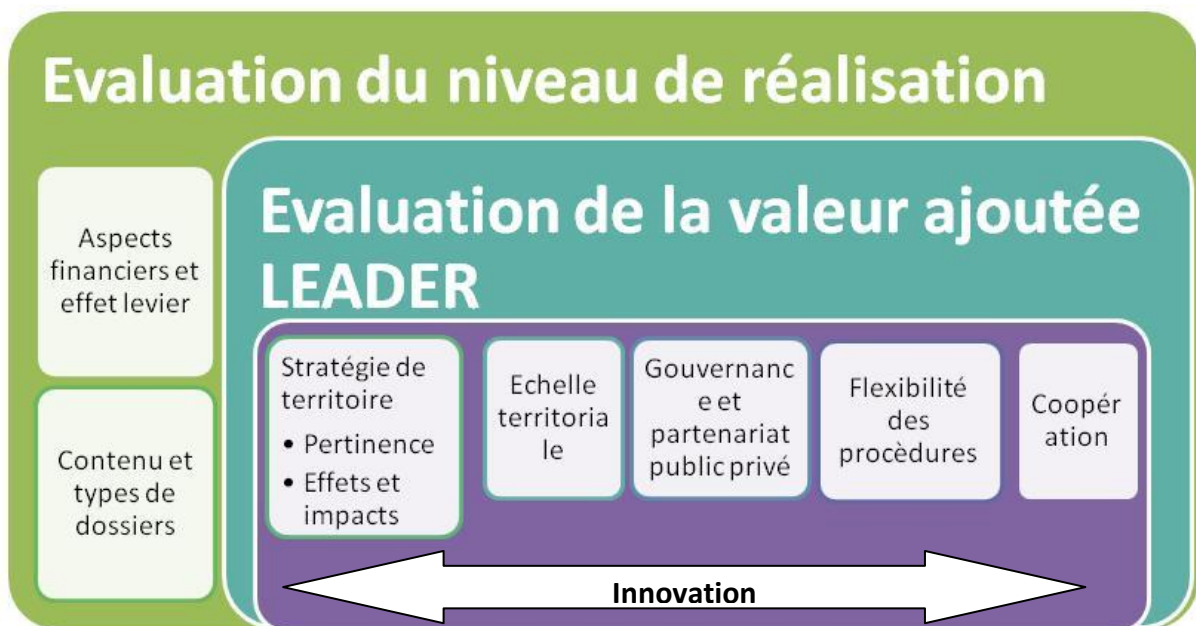 Evaluation du niveau de réalisation
Aspects
financiers et
effet levier
Contenu et
types de
dossiers
Evaluation de la valeur ajoutée
LEADER
Stratégie de
territoire
• Pertinence
• Effets et
impacts
Echelle
territoria
le
Gouvernanc
e et
partenariat
public privé
Flexibilité
des
procèdures
Coopér
ation
Innovation